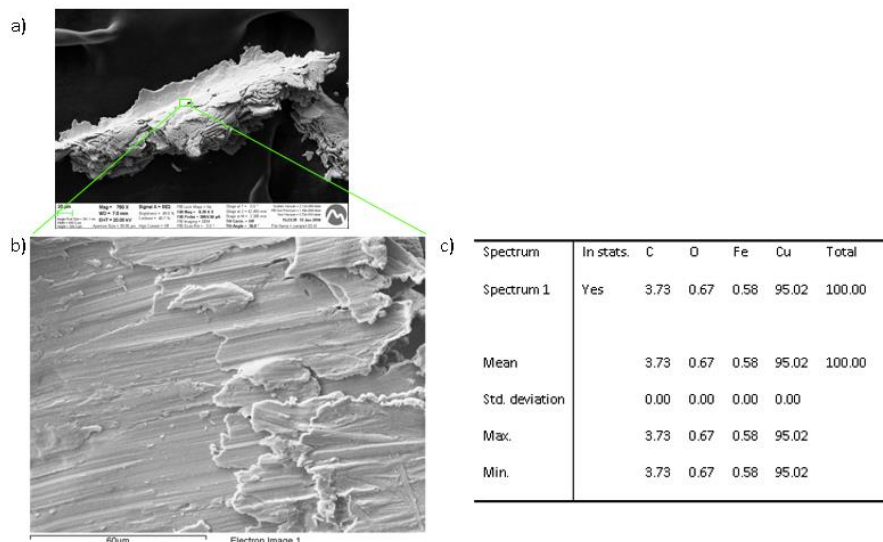 a)
Mag = 760 X
WD = 7.0 mm
EHT = 20.00 kV
Signal A = SE2
b)
60μm
Electron Image 1
c)
Spectrum In stats. C O Fe Cu Total
Spectrum 1 Yes 3.73 0.67 0.58 95.02 100.00
Mean 3.73 0.67 0.58 95.02 100.00
Std. deviation 0.00 0.00 0.00 0.00
Max. 3.73 0.67 0.58 95.02
Min. 3.73 0.67 0.58 95.02